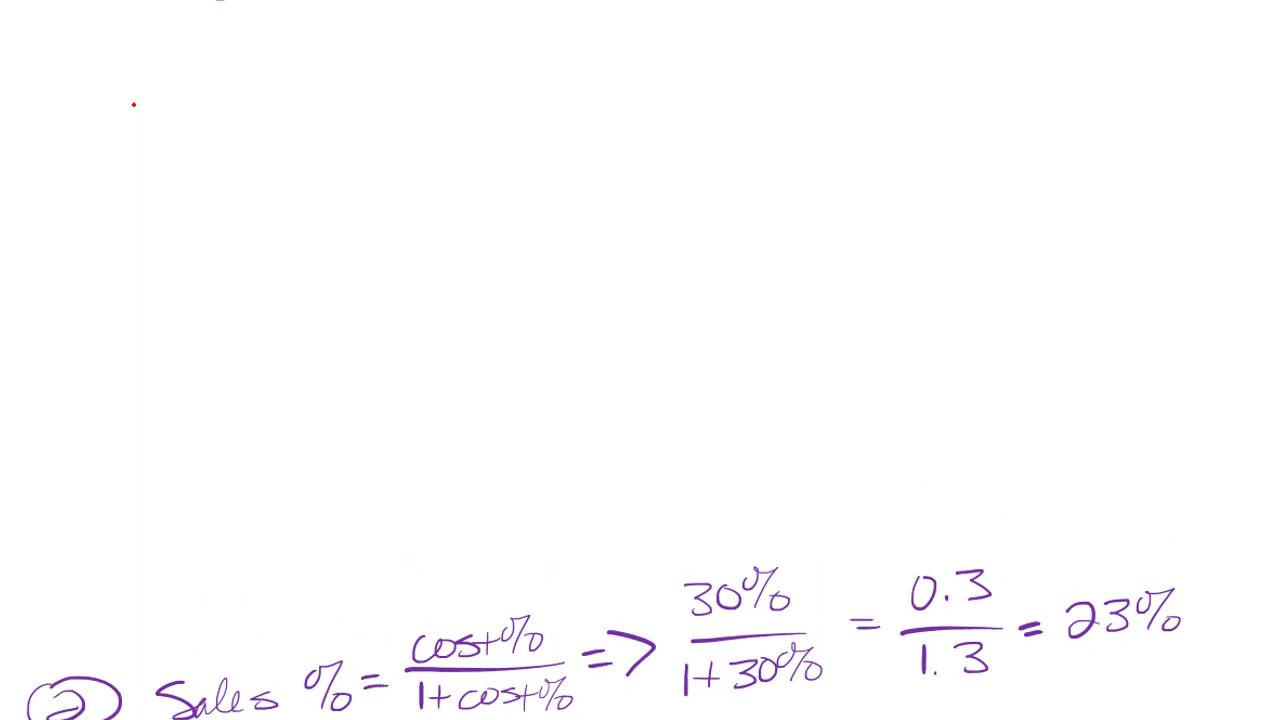 ② Sales % = cost% / 1+cost% => 30% / 1+30% = 0.3 / 1.3 = 23%